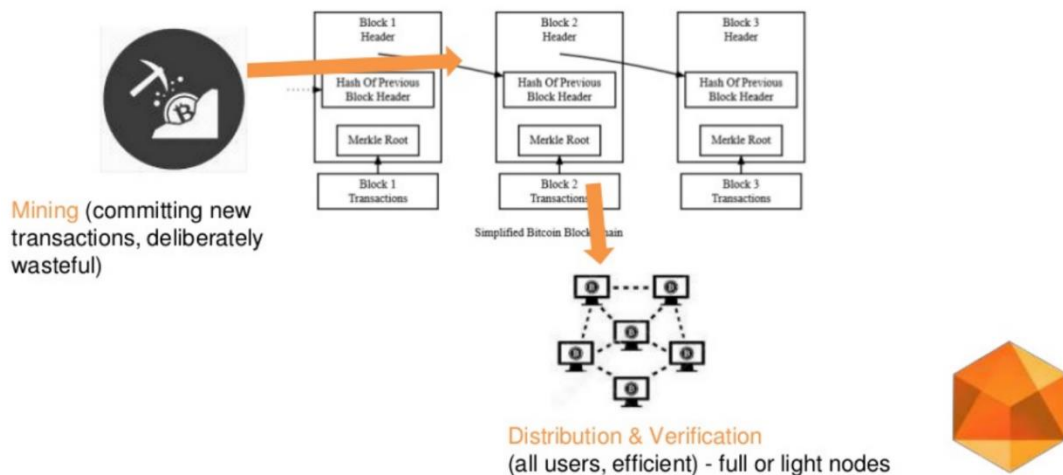 Block 1
Header
Block 2
Header
Block 3
Header
Hash Of Previous
Block Header
Hash Of Previous
Block Header
Hash Of Previous
Block Header
Merkle Root
Merkle Root
Merkle Root
Block 1
Transactions
Block 2
Transactions
Block 3
Transactions
Simplified Bitcoin Block Chain
Mining (committing new
transactions, deliberately
wasteful)
Distribution & Verification
(all users, efficient) - full or light nodes